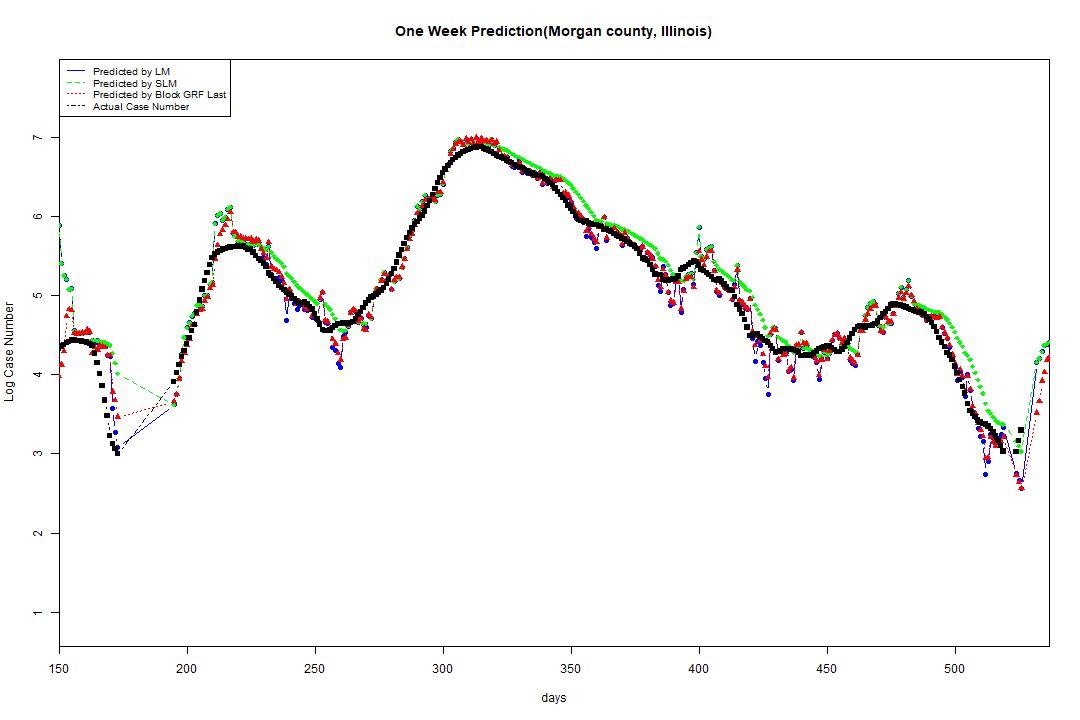 One Week Prediction(Morgan county, Illinois)
Predicted by LM
Predicted by SLM
Predicted by Block GRF Last
Actual Case Number
Log Case Number
7
6
5
4
3
2
1
150 200 250 300 350 400 450 500
days